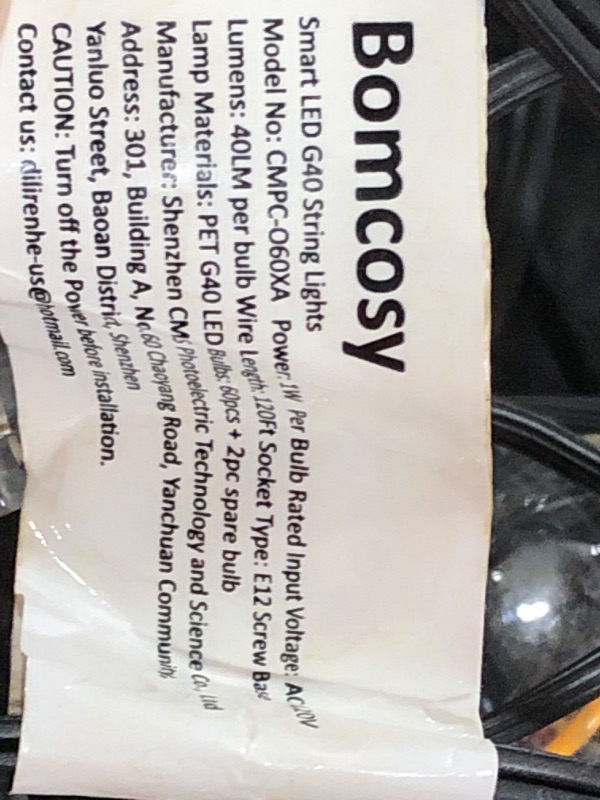 Bomcosy
Smart LED G40 String Lights
Model No: CMPC-O60XA Power: 1W Per Bulb Rated Input Voltage:
Lumens: 40LM per bulb Wire Length: 120Ft Socket Type: E12 Screw Base
Lamp Materials: PET G40 LED Bulbs: 60pcs + 2pc spare bulb
Manufacturer: Shenzhen Photoelectric Technology and Science Co., Ltd
Address: 301, Building A, No.60 Chaoyang Road, Yanchuan Community,
Yanluo Street, Baoan District, Shenzhen
CAUTION: Turn off the Power before installation.
Contact us: dilirenhe-us@hotmail.com